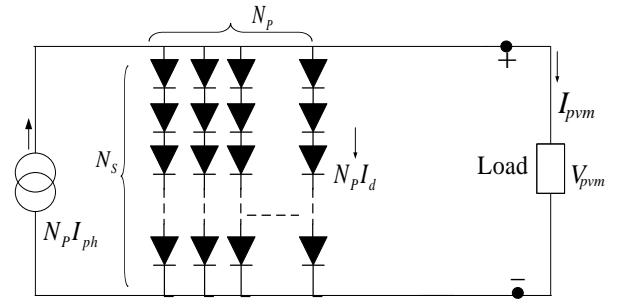 N_P
+
I_pvm
N_S
N_P I_d
Load
V_pvm
N_P I_ph
−